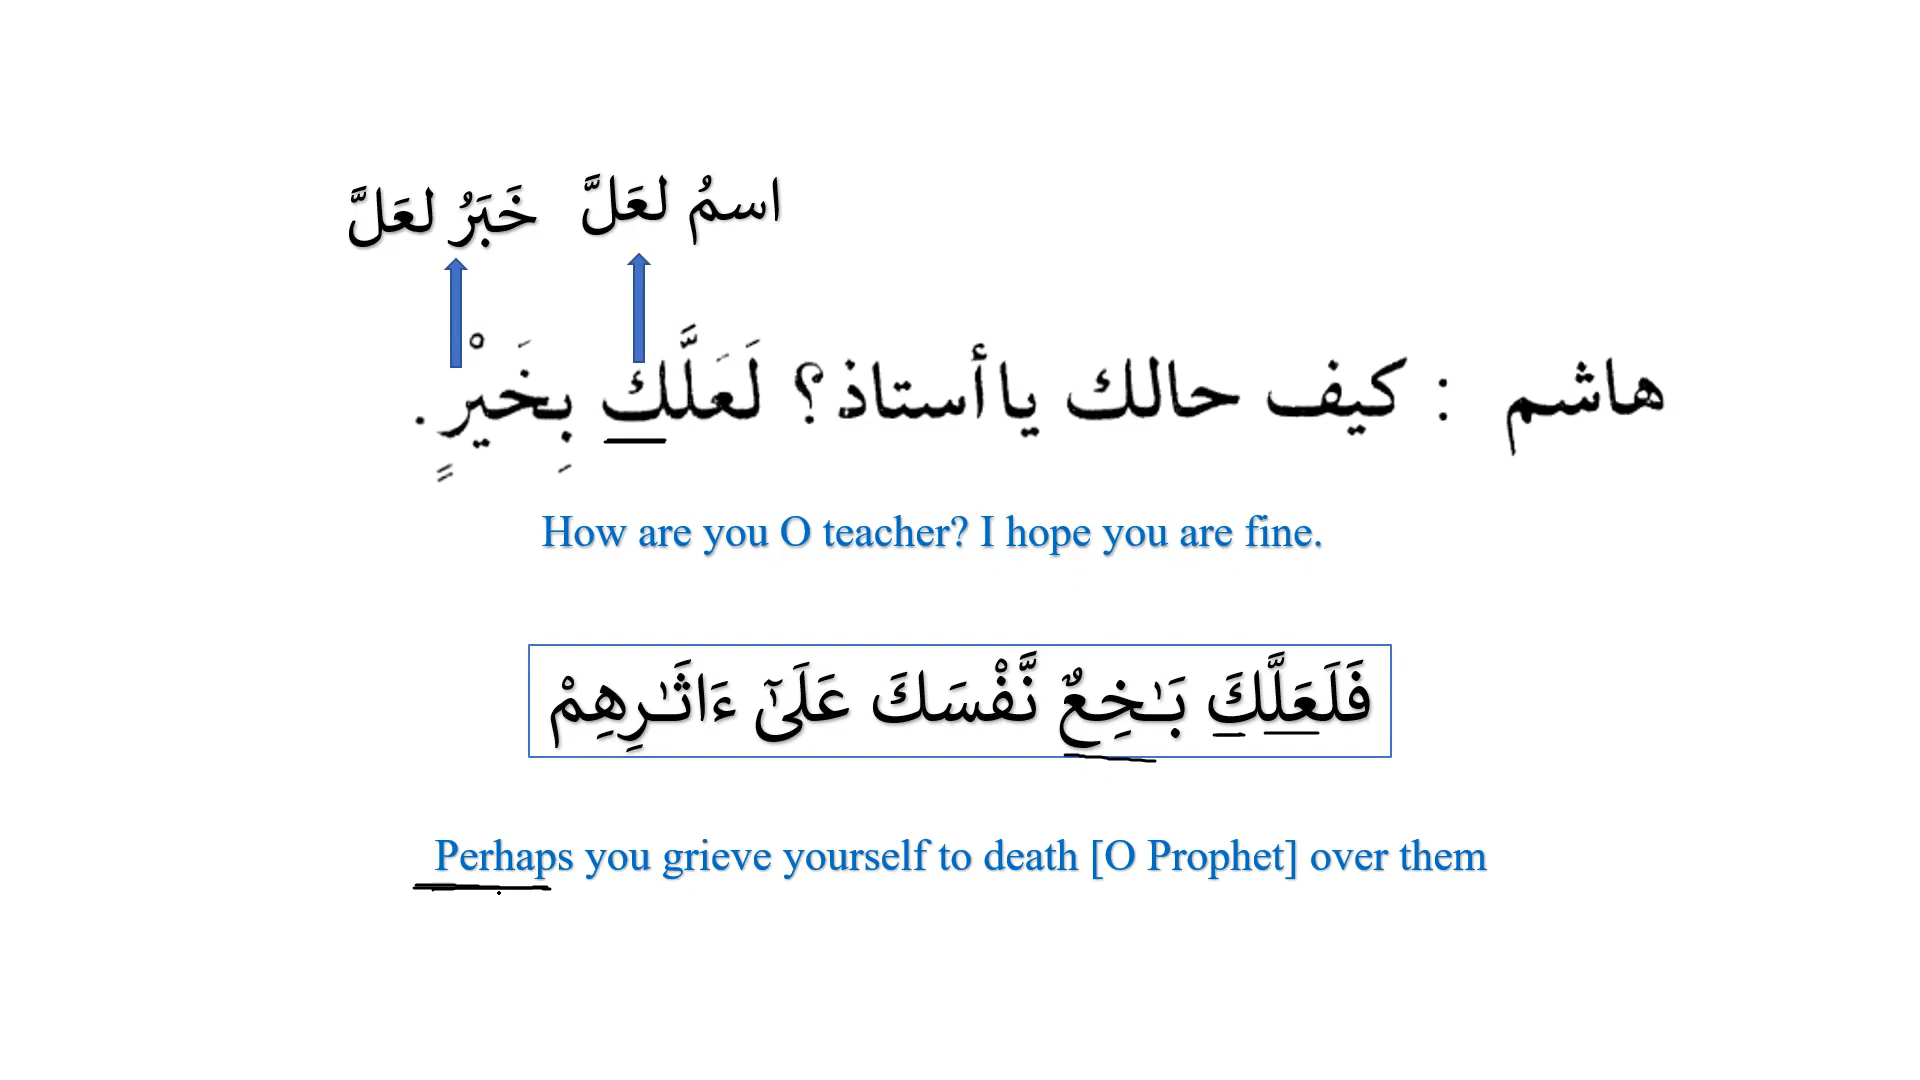 اسمُ لعَلَّ خَبَرُ لعَلَّ
هاشم : كيف حالك يا أستاذ؟ لَعَلَّك بِخَيْرٍ.
How are you O teacher? I hope you are fine.
فَلَعَلَّكَ بَـٰخِعٌ نَّفْسَكَ عَلَىٰٓ ءَاثَـٰرِهِمْ
Perhaps you grieve yourself to death [O Prophet] over them